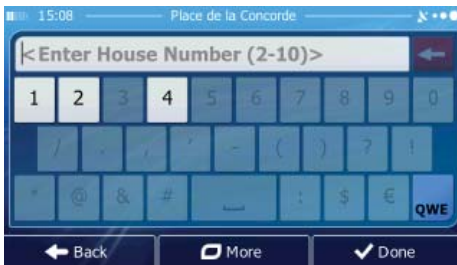 15:08 Place de la Concorde
<Enter House Number (2-10)>
1 2 3 4 5 6 7 8 9 0
/ . , ' - ( ) ? !
* @ & # : $ € QWE
Back More Done